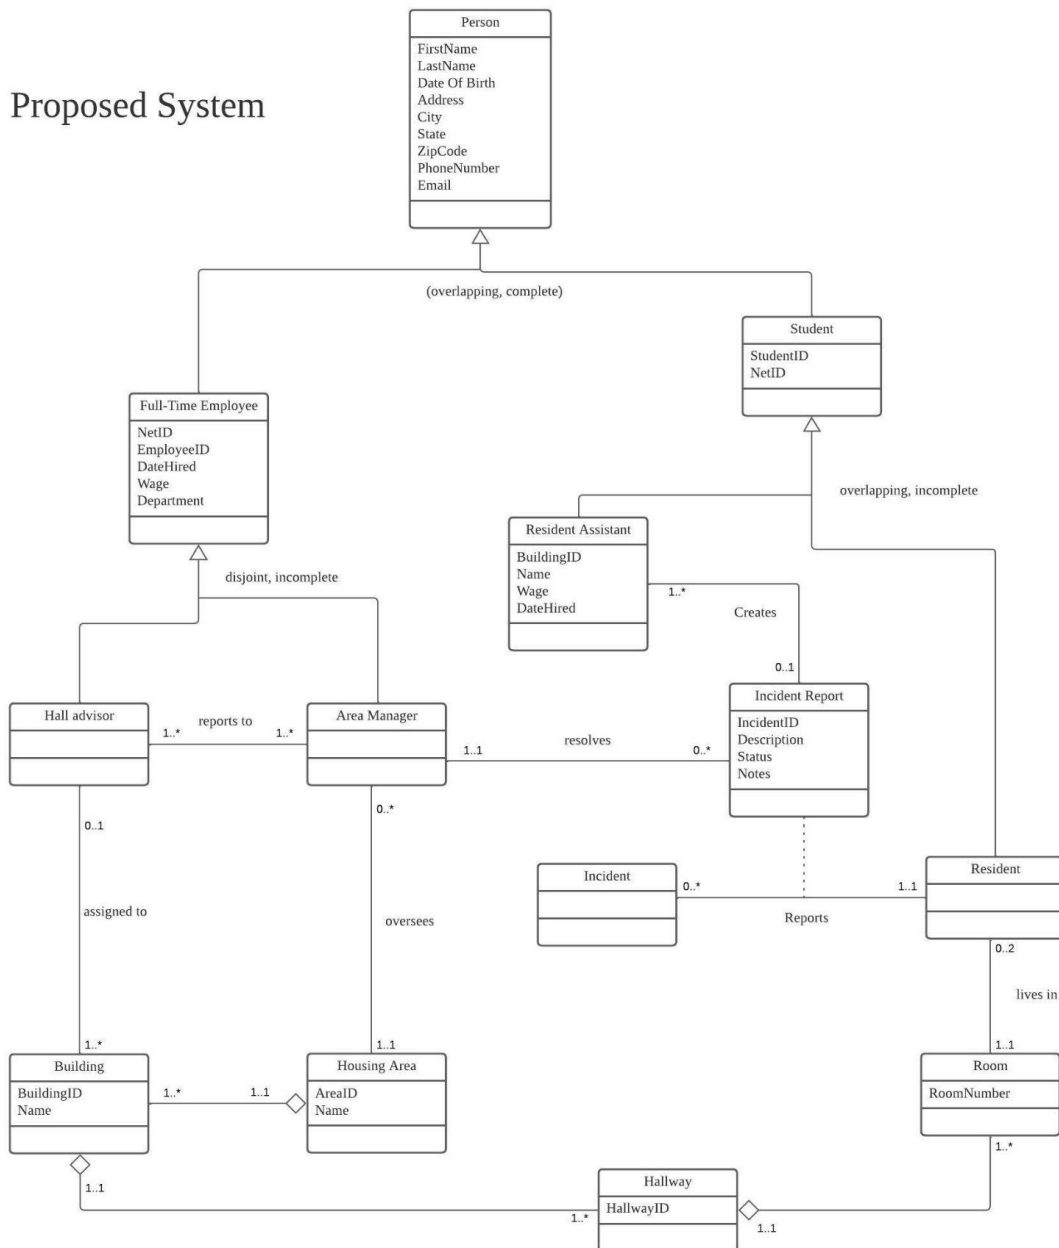 Person
FirstName
LastName
Date Of Birth
Address
City
State
ZipCode
PhoneNumber
Email
Proposed System
(overlapping, complete)
Student
StudentID
NetID
Full-Time Employee
NetID
EmployeeID
DateHired
Wage
Department
overlapping, incomplete
Resident Assistant
BuildingID
Name
Wage
DateHired
disjoint, incomplete
1..*
Creates
0..1
Incident Report
IncidentID
Description
Status
Notes
Hall advisor
reports to
1..*
1..*
Area Manager
1..1
resolves
0..*
0..1
0..*
Incident
0..*
Reports
1..1
Resident
assigned to
oversees
0..2
lives in
1..*
1..1
1..1
Building
BuildingID
Name
1..*
1..1
Housing Area
AreaID
Name
Room
RoomNumber
1..*
1..1
1..*
Hallway
HallwayID
1..1